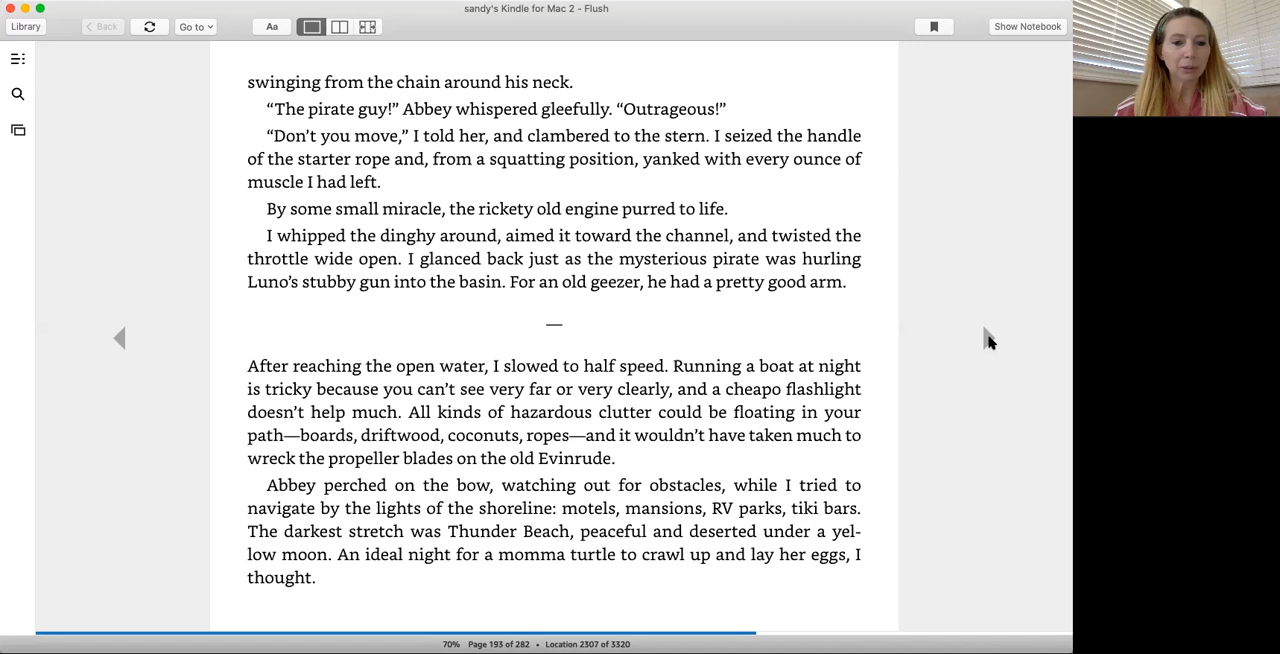 sandy's Kindle for Mac 2 - Flush
Library
Back
Go to
Aa
Show Notebook
swinging from the chain around his neck.
“The pirate guy!” Abbey whispered gleefully. “Outrageous!”
“Don’t you move,” I told her, and clambered to the stern. I seized the handle
of the starter rope and, from a squatting position, yanked with every ounce of
muscle I had left.
By some small miracle, the rickety old engine purred to life.
I whipped the dinghy around, aimed it toward the channel, and twisted the
throttle wide open. I glanced back just as the mysterious pirate was hurling
Luno’s stubby gun into the basin. For an old geezer, he had a pretty good arm.
—
After reaching the open water, I slowed to half speed. Running a boat at night
is tricky because you can’t see very far or very clearly, and a cheapo flashlight
doesn’t help much. All kinds of hazardous clutter could be floating in your
path—boards, driftwood, coconuts, ropes—and it wouldn’t have taken much to
wreck the propeller blades on the old Evinrude.
Abbey perched on the bow, watching out for obstacles, while I tried to
navigate by the lights of the shoreline: motels, mansions, RV parks, tiki bars.
The darkest stretch was Thunder Beach, peaceful and deserted under a yel-
low moon. An ideal night for a momma turtle to crawl up and lay her eggs, I
thought.
70% Page 193 of 282 • Location 2307 of 3320